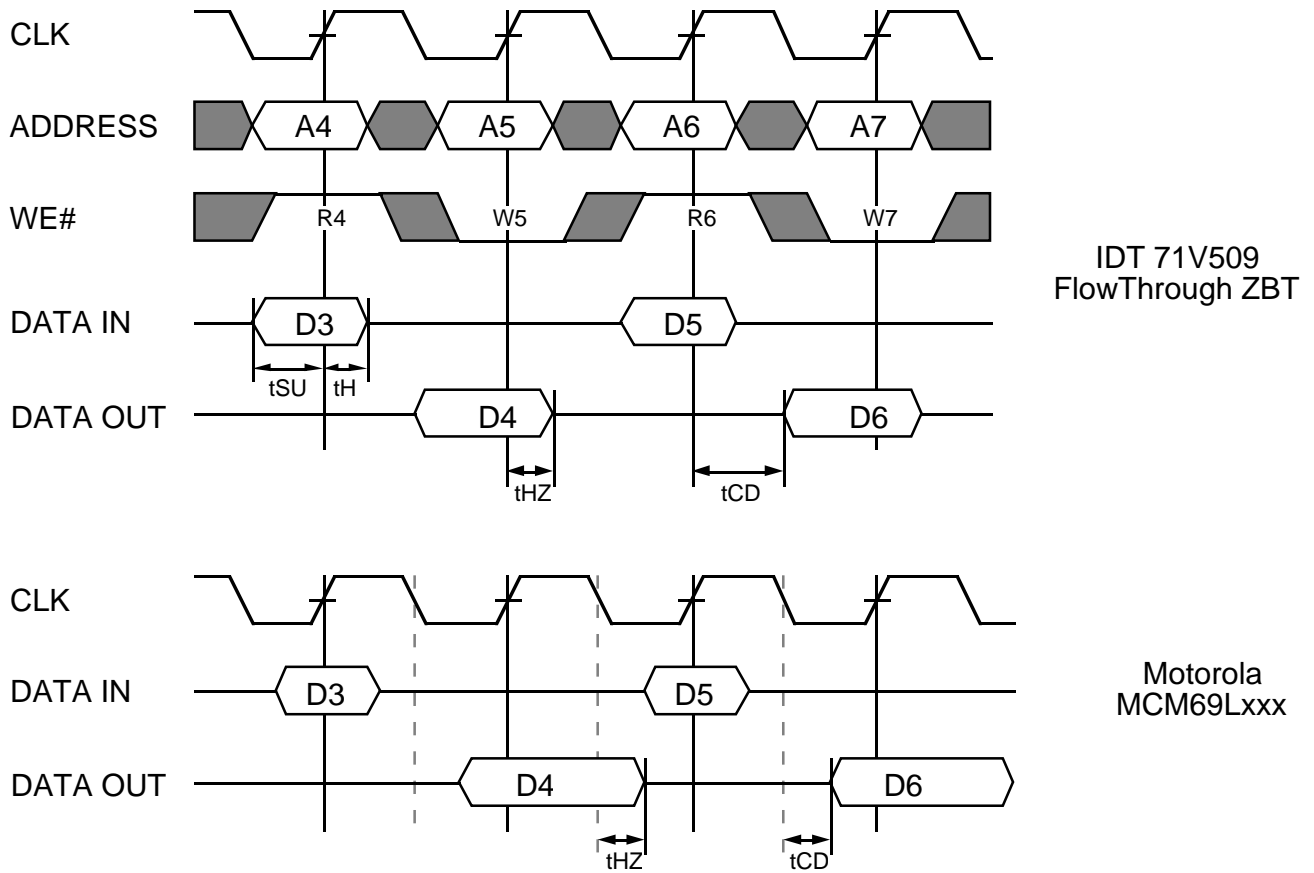 CLK
ADDRESS A4 A5 A6 A7
WE# R4 W5 R6 W7
IDT 71V509
FlowThrough ZBT
DATA IN D3 D5
tSU tH
DATA OUT D4 D6
tHZ tCD
CLK
DATA IN D3 D5
Motorola
MCM69Lxxx
DATA OUT D4 D6
tHZ tCD